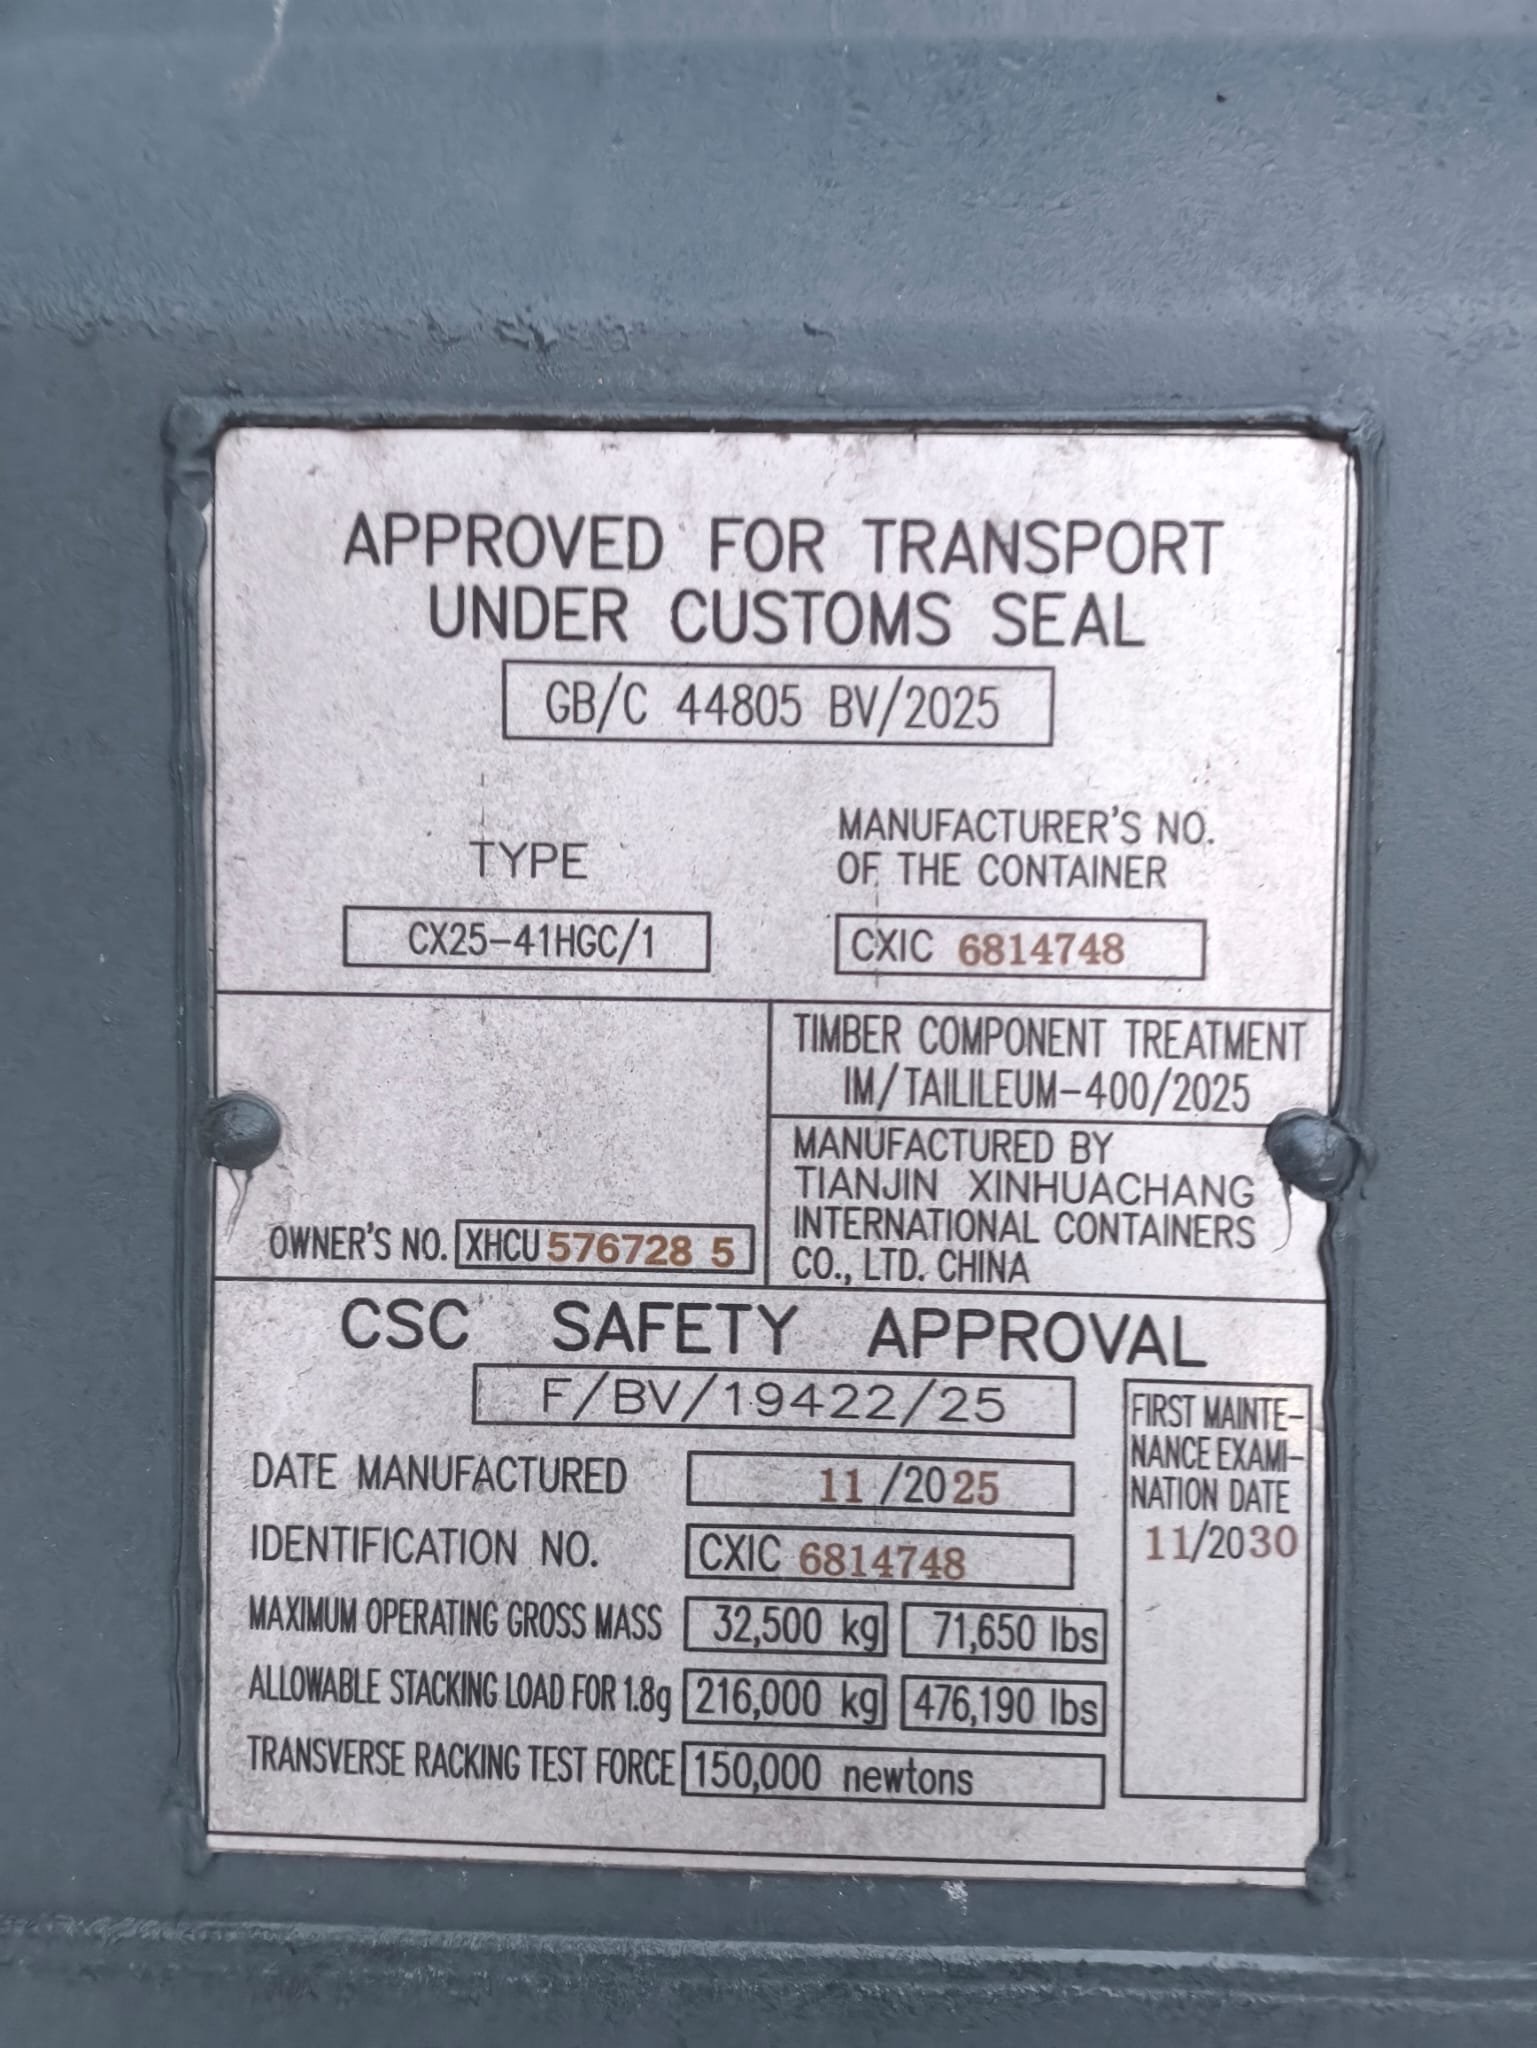 APPROVED FOR TRANSPORT
UNDER CUSTOMS SEAL
GB/C 44805 BV/2025
TYPE
CX25-41HGC/1
MANUFACTURER'S NO.
OF THE CONTAINER
CXIC 6814748
TIMBER COMPONENT TREATMENT
IM/TAILILEUM-400/2025
MANUFACTURED BY
TIANJIN XINHUACHANG
INTERNATIONAL CONTAINERS
CO., LTD. CHINA
OWNER'S NO. XHCU 576728 5
CSC SAFETY APPROVAL
F/BV/19422/25
DATE MANUFACTURED 11/2025
IDENTIFICATION NO. CXIC 6814748
MAXIMUM OPERATING GROSS MASS 32,500 kg 71,650 lbs
ALLOWABLE STACKING LOAD FOR 1.8g 216,000 kg 476,190 lbs
TRANSVERSE RACKING TEST FORCE 150,000 newtons
FIRST MAINTE-
NANCE EXAMI-
NATION DATE
11/2030